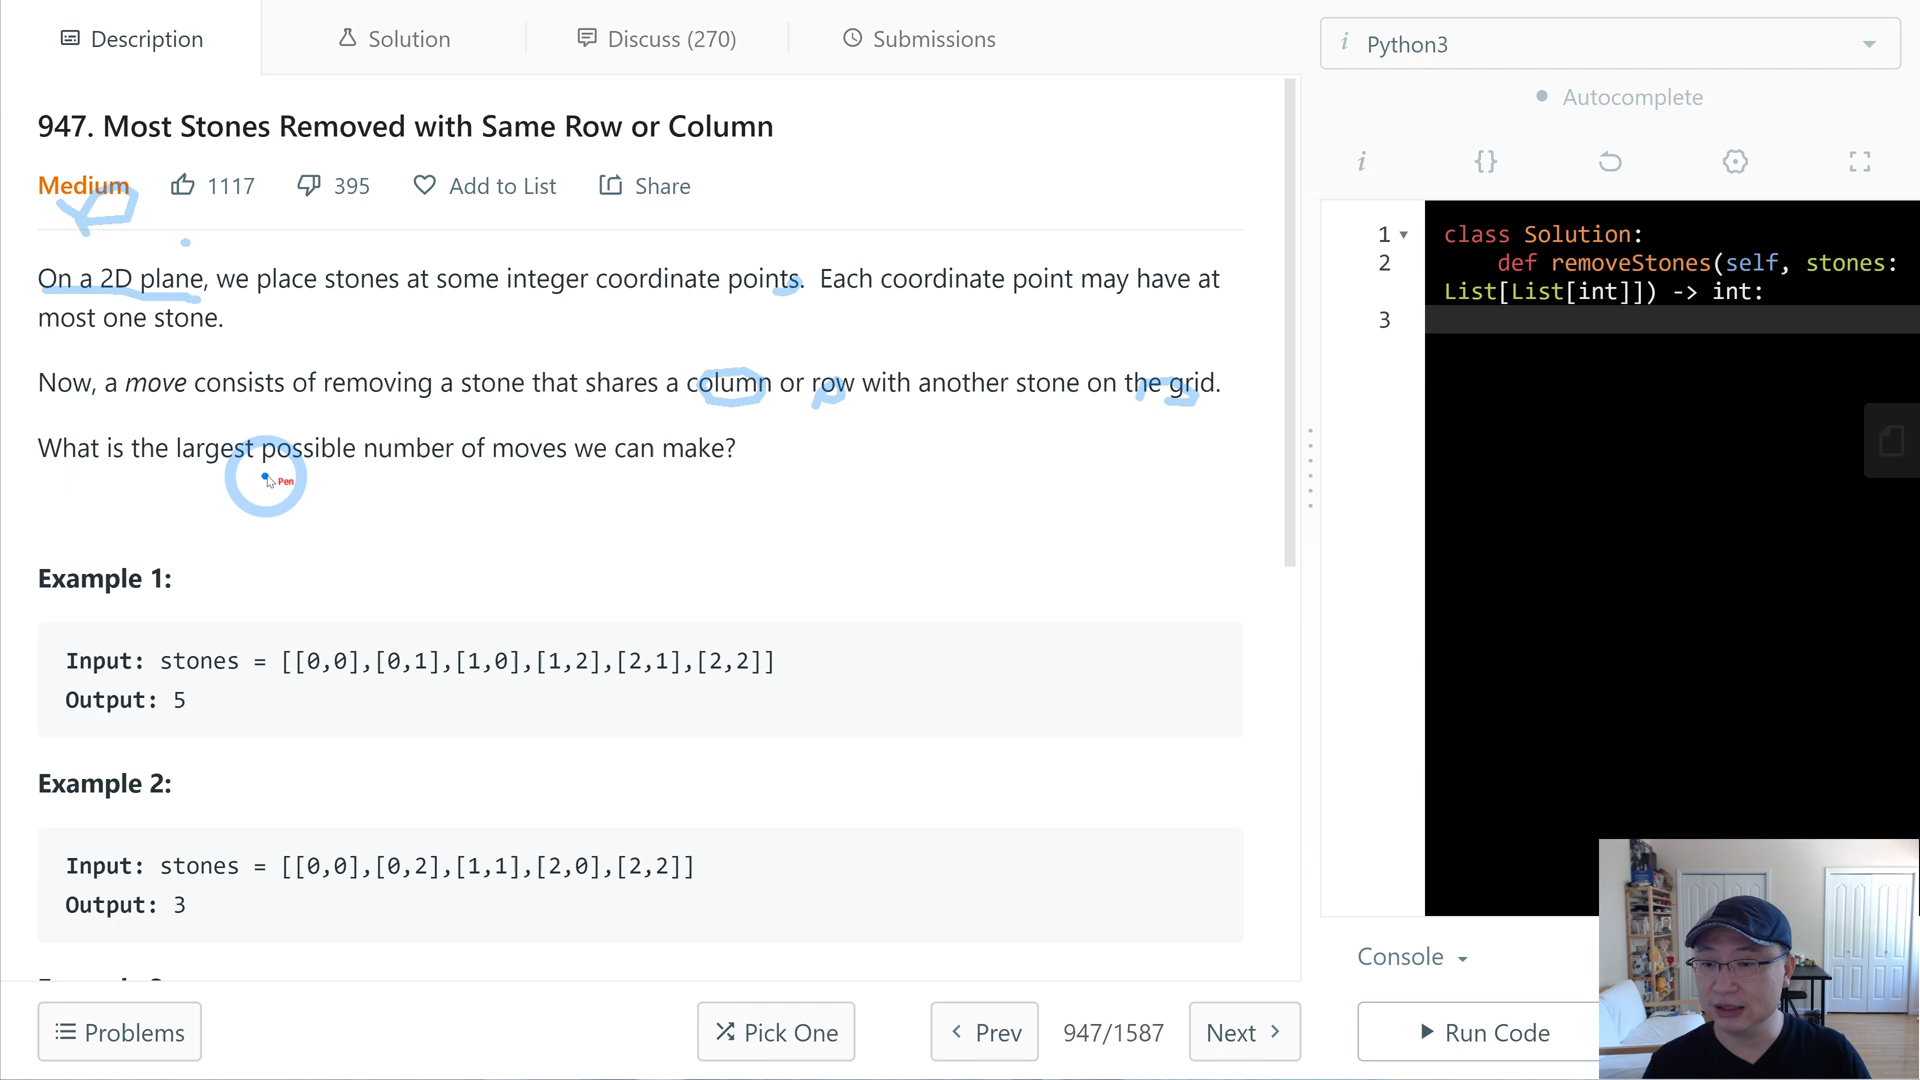 Description
Solution
Discuss (270)
Submissions
Python3
Autocomplete
947. Most Stones Removed with Same Row or Column
Medium
1117
395
Add to List
Share
On a 2D plane, we place stones at some integer coordinate points.  Each coordinate point may have at
most one stone.
Now, a move consists of removing a stone that shares a column or row with another stone on the grid.
What is the largest possible number of moves we can make?
Pen
Example 1:
Input: stones = [[0,0],[0,1],[1,0],[1,2],[2,1],[2,2]]
Output: 5
Example 2:
Input: stones = [[0,0],[0,2],[1,1],[2,0],[2,2]]
Output: 3
i
{}
1 class Solution:
2 def removeStones(self, stones:
List[List[int]]) -> int:
3
Console
Problems
Pick One
Prev
947/1587
Next
Run Code